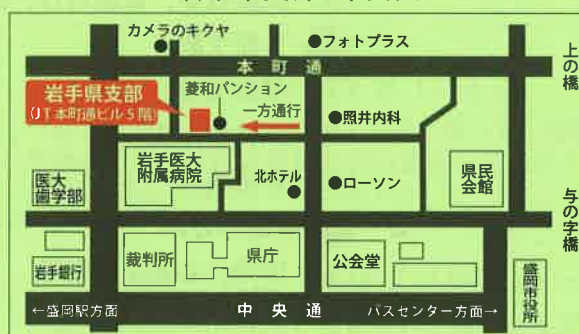 カメラのキクヤ
●フォトプラス
本町通
上の橋
岩手県支部
(JT本町通ビル5階)
菱和パンション
一方通行
●照井内科
岩手医大
附属病院
医大
歯学部
北ホテル
●ローソン
県民
会館
与の字橋
岩手銀行
裁判所
県庁
公会堂
盛岡市役所
←盛岡駅方面
中央通
バスセンター方面→